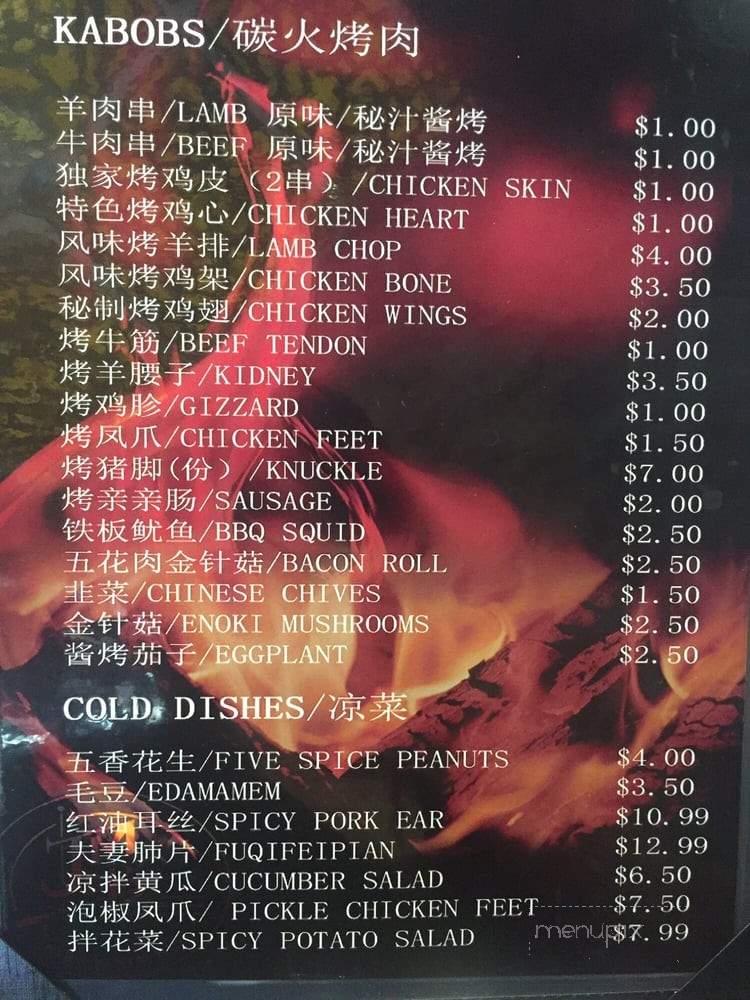 KABOBS/碳火烤肉
羊肉串/LAMB 原味/秘汁酱烤 $1.00
牛肉串/BEEF 原味/秘汁酱烤 $1.00
独家烤鸡皮（2串）/CHICKEN SKIN $1.00
特色烤鸡心/CHICKEN HEART $1.00
风味烤羊排/LAMB CHOP $4.00
风味烤鸡架/CHICKEN BONE $3.50
秘制烤鸡翅/CHICKEN WINGS $2.00
烤牛筋/BEEF TENDON $1.00
烤羊腰子/KIDNEY $3.50
烤鸡胗/GIZZARD $1.00
烤凤爪/CHICKEN FEET $1.50
烤猪脚(份) /KNUCKLE $7.00
烤亲亲肠/SAUSAGE $2.00
铁板鱿鱼/BBQ SQUID $2.50
五花肉金针菇/BACON ROLL $2.50
韭菜/CHINESE CHIVES $1.50
金针菇/ENOKI MUSHROOMS $2.50
酱烤茄子/EGGPLANT $2.50
COLD DISHES/凉菜
五香花生/FIVE SPICE PEANUTS $4.00
毛豆/EDAMAMEM $3.50
红油耳丝/SPICY PORK EAR $10.99
夫妻肺片/FUQIFEIPIAN $12.99
凉拌黄瓜/CUCUMBER SALAD $6.50
泡椒凤爪/ PICKLE CHICKEN FEET $7.50
拌花菜/SPICY POTATO SALAD $7.99
menupix